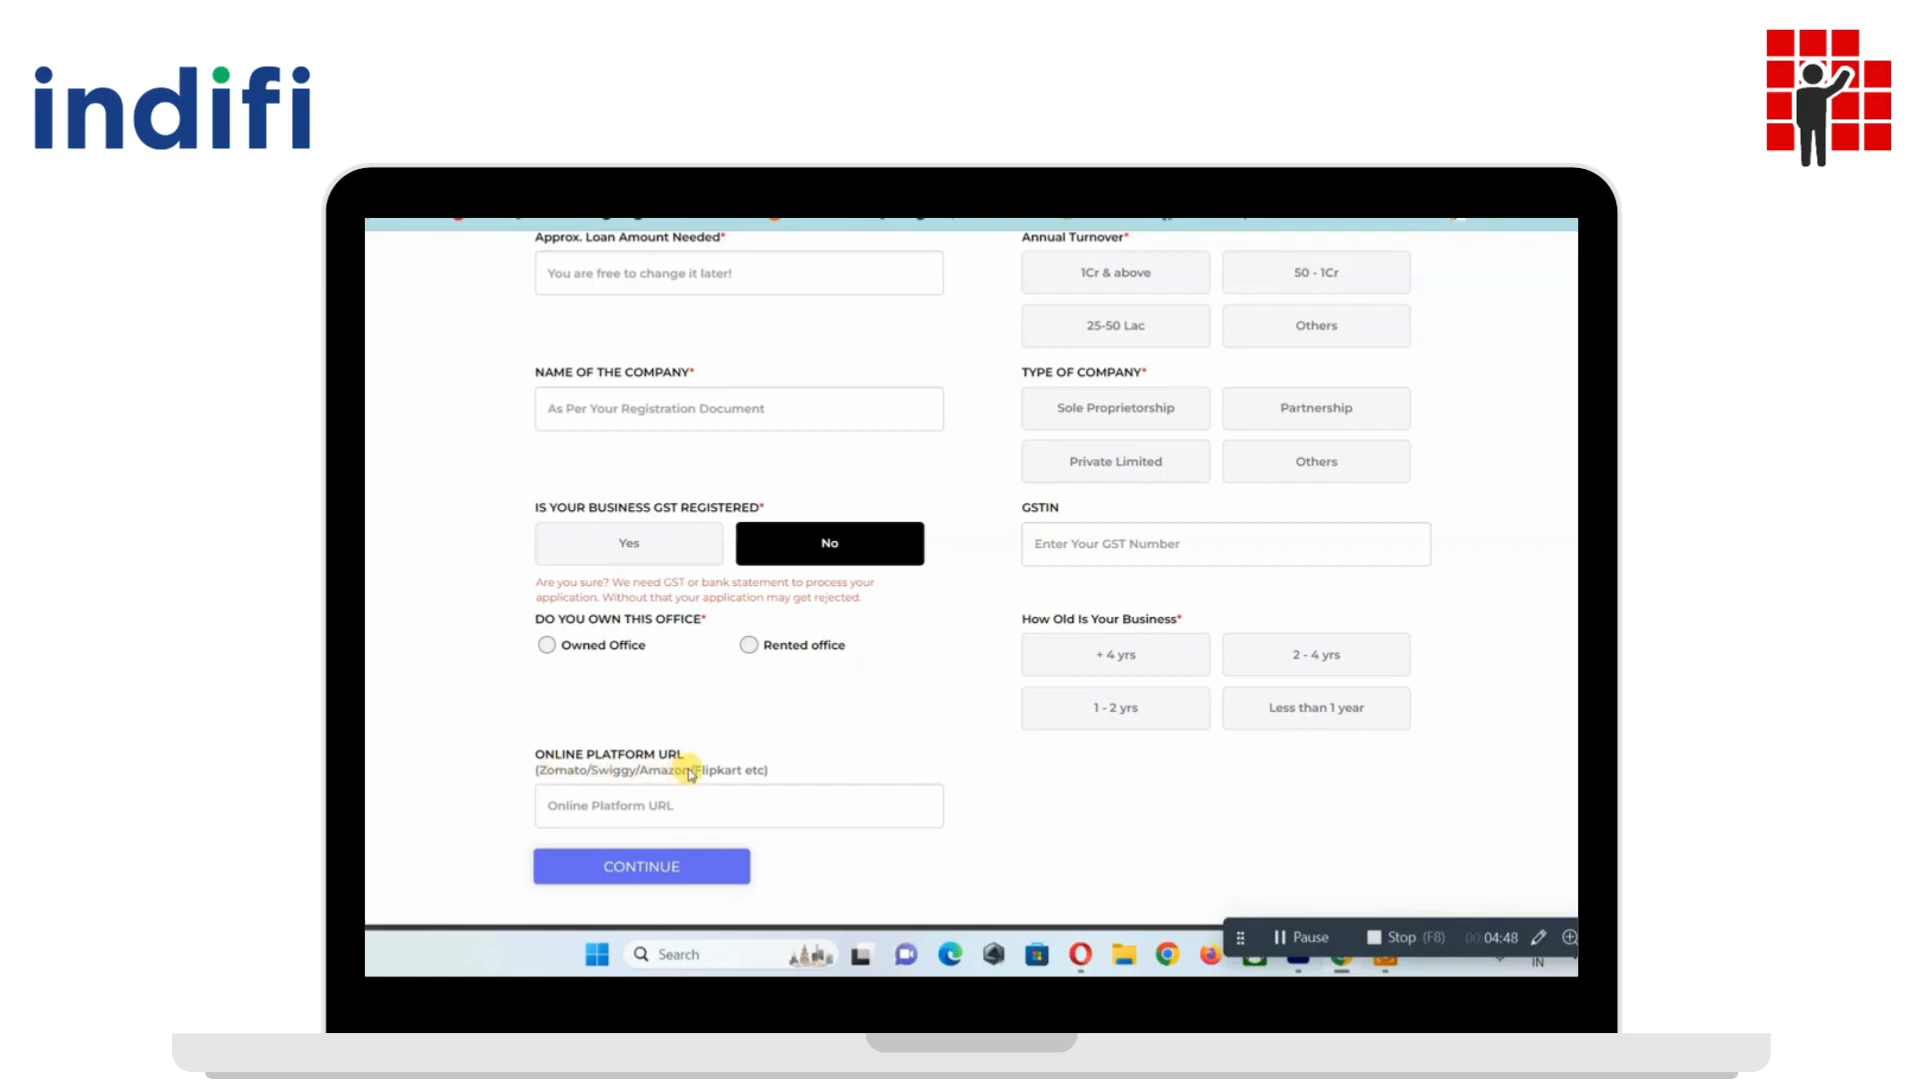 indifi
Approx. Loan Amount Needed*
You are free to change it later!
Annual Turnover*
1Cr & above
50 - 1Cr
25-50 Lac
Others
NAME OF THE COMPANY*
As Per Your Registration Document
TYPE OF COMPANY*
Sole Proprietorship
Partnership
Private Limited
Others
IS YOUR BUSINESS GST REGISTERED*
Yes
No
Are you sure? We need GST or bank statement to process your
application. Without that your application may get rejected.
GSTIN
Enter Your GST Number
DO YOU OWN THIS OFFICE*
Owned Office
Rented office
How Old Is Your Business*
+ 4 yrs
2 - 4 yrs
1 - 2 yrs
Less than 1 year
ONLINE PLATFORM URL
(Zomato/Swiggy/Amazon/Flipkart etc)
Online Platform URL
CONTINUE
Pause
Stop (F8)
00:04:48
Search
IN